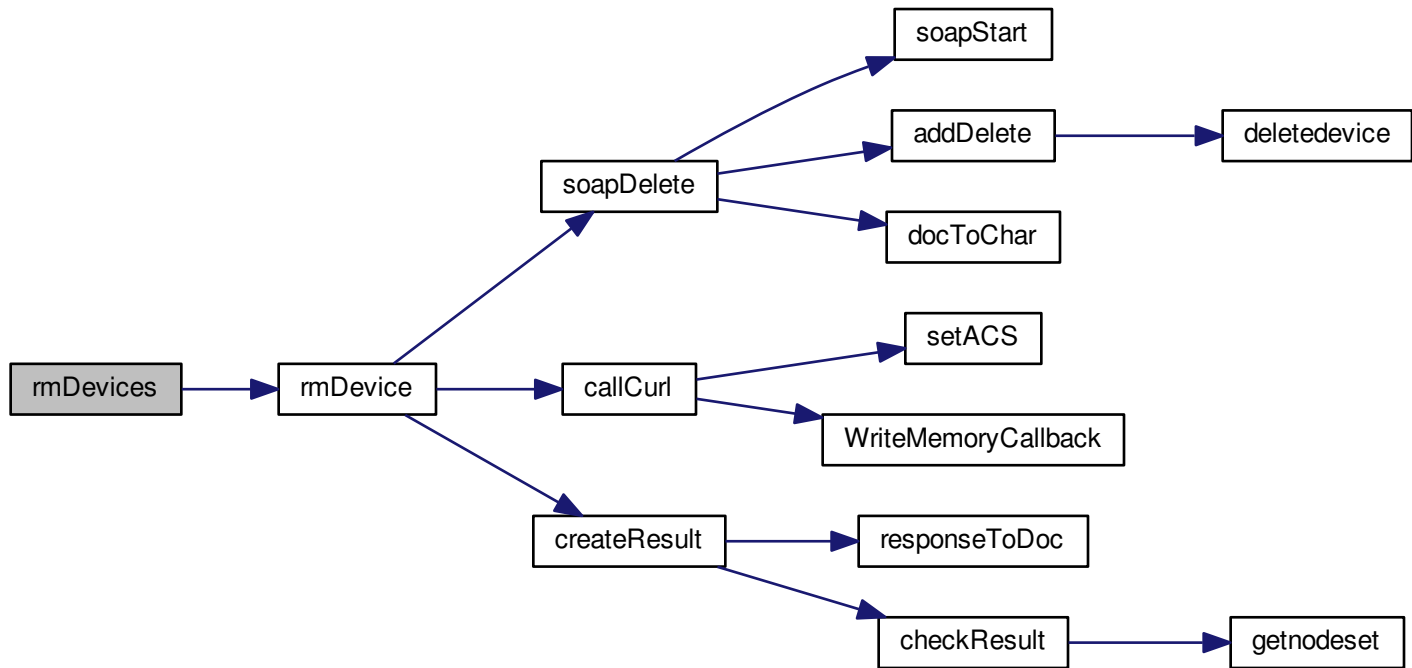 soapStart
addDelete
deletedevice
soapDelete
docToChar
setACS
rmDevices
rmDevice
callCurl
WriteMemoryCallback
createResult
responseToDoc
checkResult
getnodeset